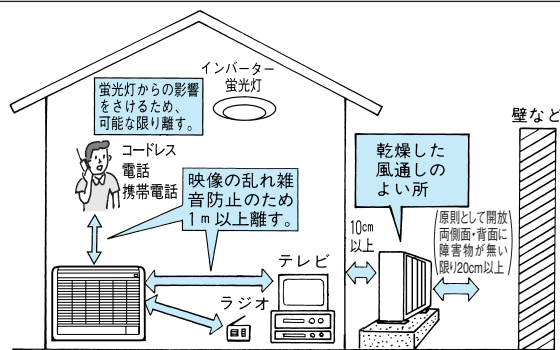 インバーター
蛍光灯
蛍光灯からの影響
をさけるため、
可能な限り離す。
コードレス
電話
携帯電話
映像の乱れ雑
音防止のため
1m以上離す。
テレビ
ラジオ
乾燥した
風通しの
よい所
10cm
以上
壁など
(原則として開放
両側面・背面に
障害物が無い
限り20cm以上)